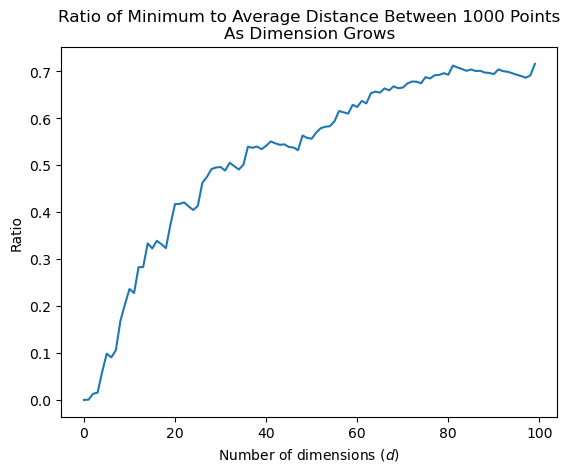 Ratio of Minimum to Average Distance Between 1000 Points
As Dimension Grows
Ratio
0.7
0.6
0.5
0.4
0.3
0.2
0.1
0.0
0 20 40 60 80 100
Number of dimensions (d)